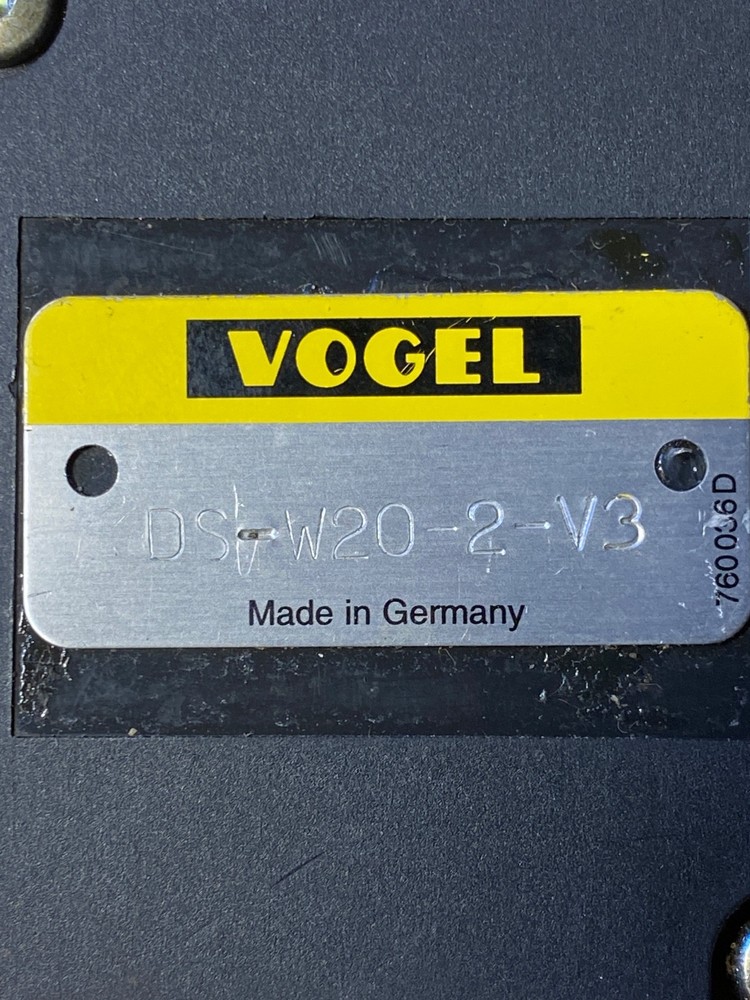 VOGEL
DS-W20-2-V3
Made in Germany
760036D